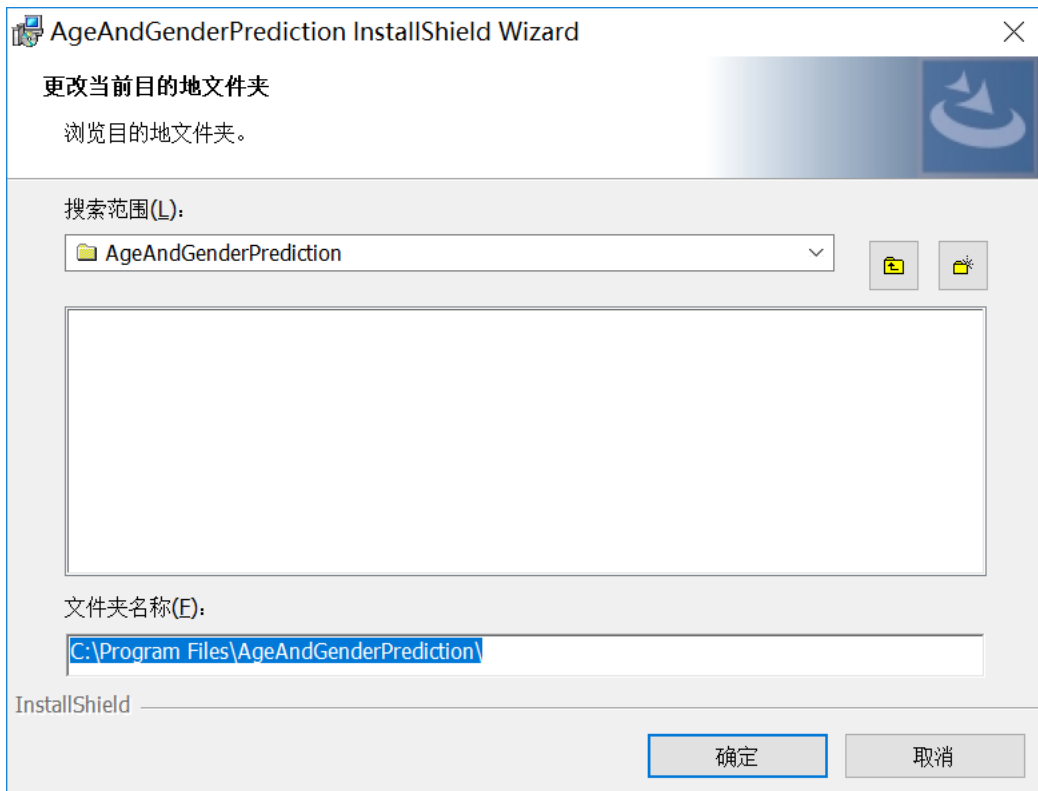 AgeAndGenderPrediction InstallShield Wizard
更改当前目的地文件夹
浏览目的地文件夹。
搜索范围(L):
AgeAndGenderPrediction
文件夹名称(F):
C:\Program Files\AgeAndGenderPrediction\
InstallShield
确定
取消